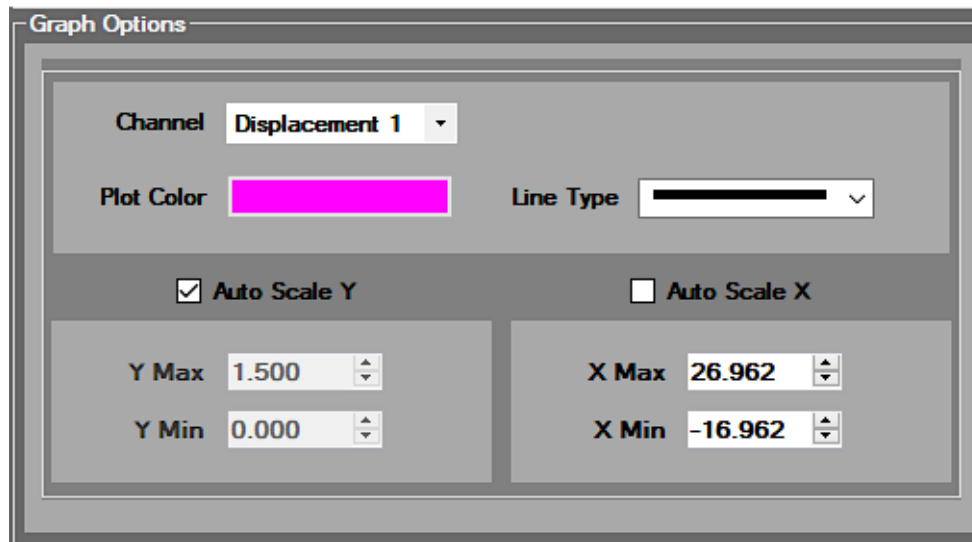 Graph Options
Channel Displacement 1
Plot Color Line Type
Auto Scale Y Auto Scale X
Y Max 1.500 X Max 26.962
Y Min 0.000 X Min -16.962